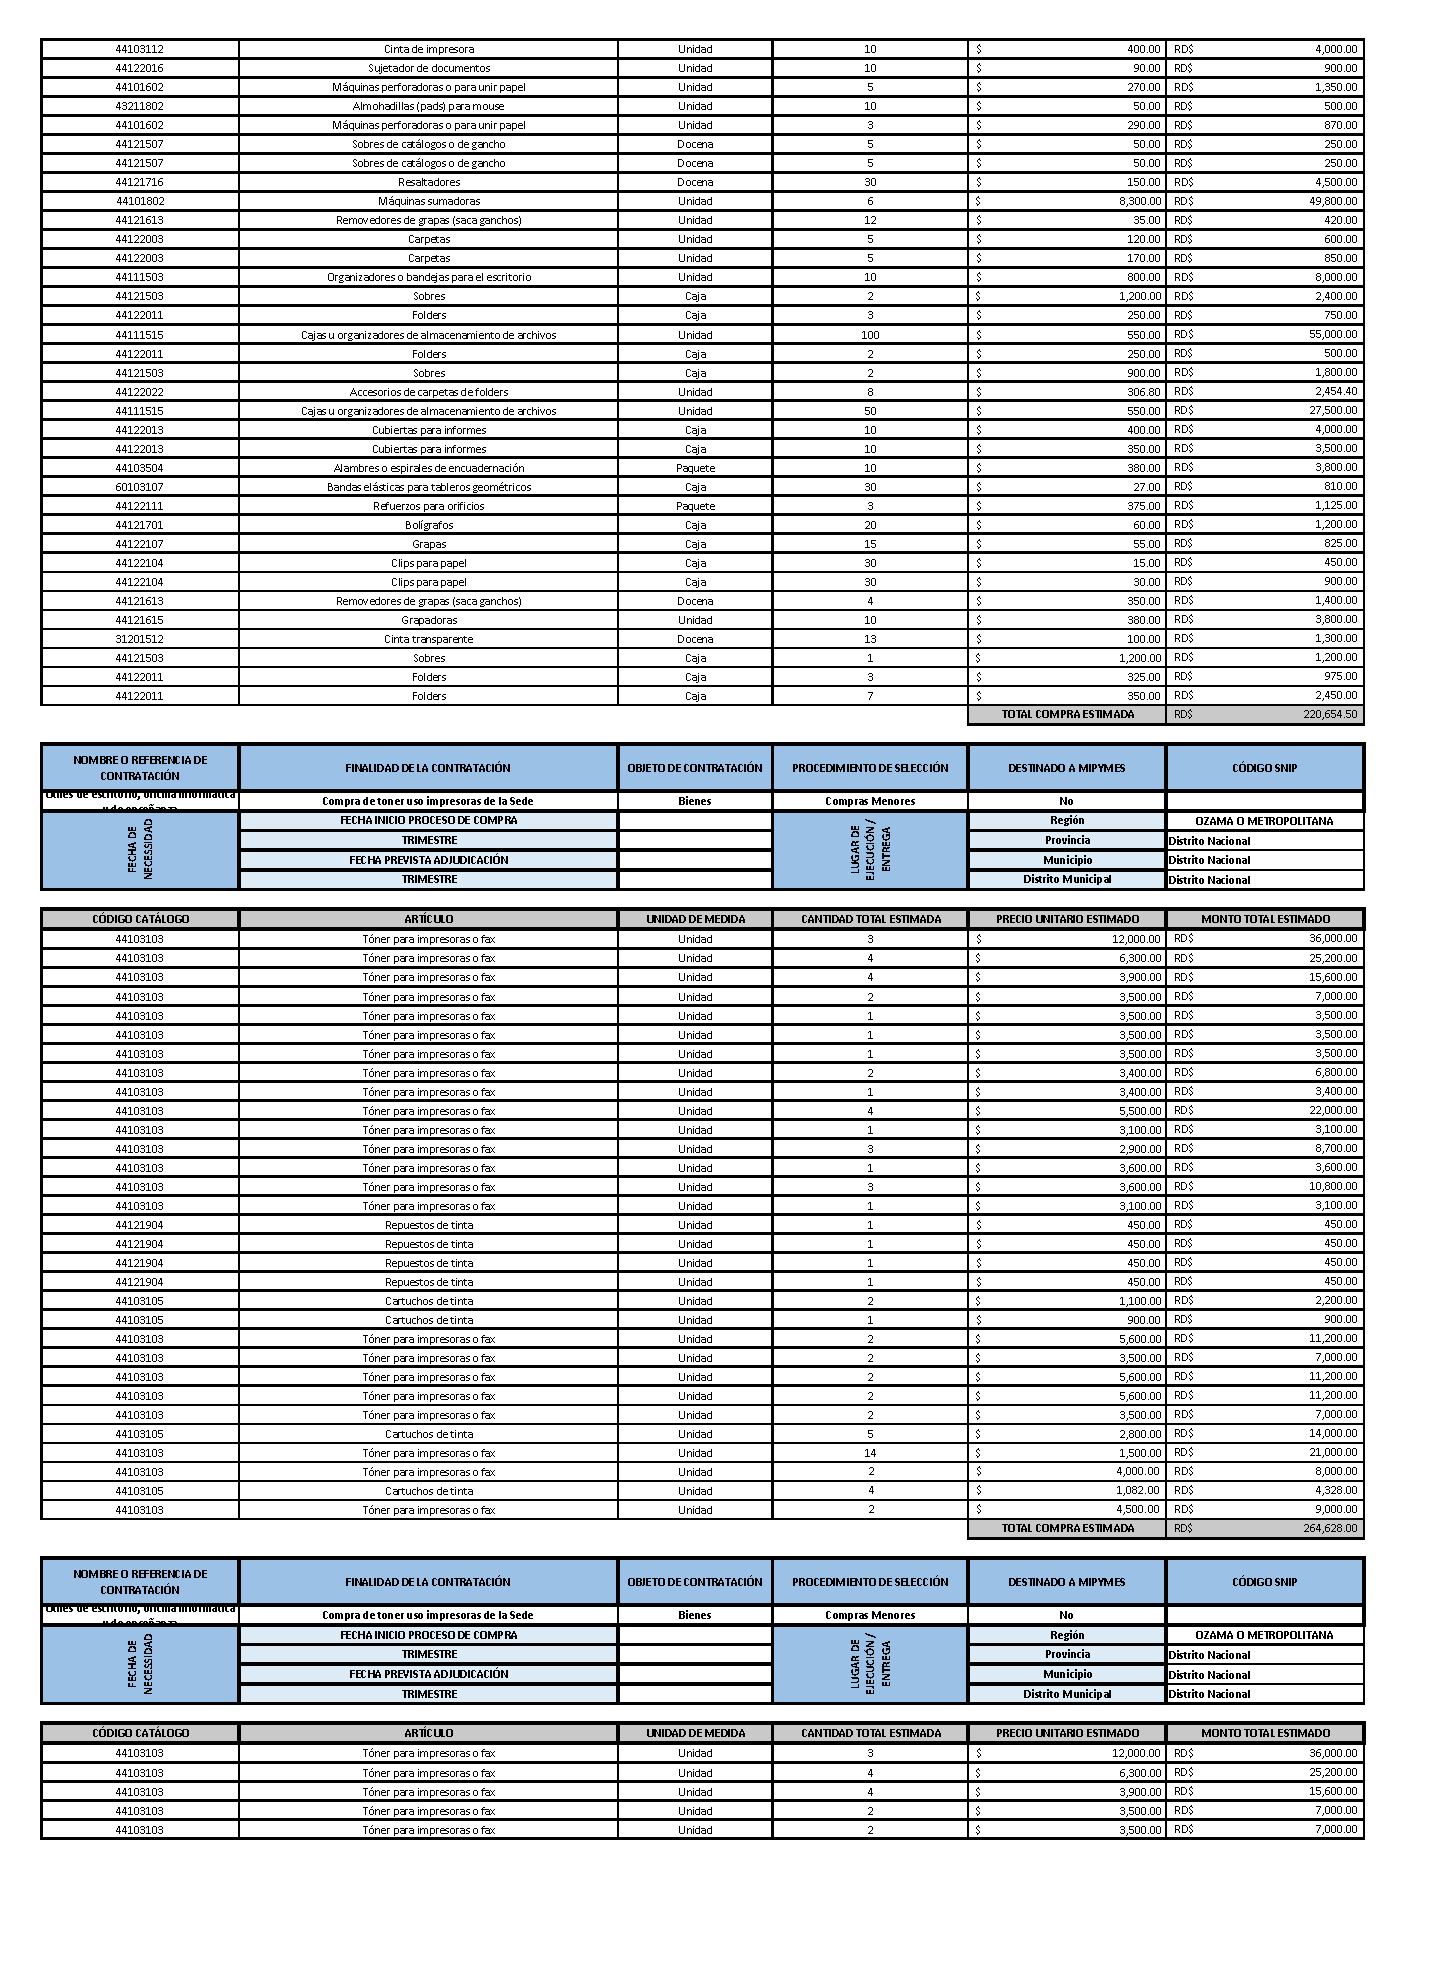 44103112 Cinta de impresora Unidad 10 $ 400.00 RD$ 4,000.00
44122016 Sujetador de documentos Unidad 10 $ 90.00 RD$ 900.00
44101602 Máquinas perforadoras o para unir papel Unidad 5 $ 270.00 RD$ 1,350.00
43211802 Almohadillas (pads) para mouse Unidad 10 $ 50.00 RD$ 500.00
44101602 Máquinas perforadoras o para unir papel Unidad 3 $ 290.00 RD$ 870.00
44121507 Sobres de catálogos o de gancho Docena 5 $ 50.00 RD$ 250.00
44121507 Sobres de catálogos o de gancho Docena 5 $ 50.00 RD$ 250.00
44121716 Resaltadores Docena 30 $ 150.00 RD$ 4,500.00
44101802 Máquinas sumadoras Unidad 6 $ 8,300.00 RD$ 49,800.00
44121613 Removedores de grapas (saca ganchos) Unidad 12 $ 35.00 RD$ 420.00
44122003 Carpetas Unidad 5 $ 120.00 RD$ 600.00
44122003 Carpetas Unidad 5 $ 170.00 RD$ 850.00
44111503 Organizadores o bandejas para el escritorio Unidad 10 $ 800.00 RD$ 8,000.00
44121503 Sobres Caja 2 $ 1,200.00 RD$ 2,400.00
44122011 Folders Caja 3 $ 250.00 RD$ 750.00
44111515 Cajas u organizadores de almacenamiento de archivos Unidad 100 $ 550.00 RD$ 55,000.00
44122011 Folders Caja 2 $ 250.00 RD$ 500.00
44121503 Sobres Caja 2 $ 900.00 RD$ 1,800.00
44122022 Accesorios de carpetas de folders Unidad 8 $ 306.80 RD$ 2,454.40
44111515 Cajas u organizadores de almacenamiento de archivos Unidad 50 $ 550.00 RD$ 27,500.00
44122013 Cubiertas para informes Caja 10 $ 400.00 RD$ 4,000.00
44122013 Cubiertas para informes Caja 10 $ 350.00 RD$ 3,500.00
44103504 Alambres o espirales de encuadernación Paquete 10 $ 380.00 RD$ 3,800.00
60103107 Bandas elásticas para tableros geométricos Caja 30 $ 27.00 RD$ 810.00
44122111 Refuerzos para orificios Paquete 3 $ 375.00 RD$ 1,125.00
44121701 Bolígrafos Caja 20 $ 60.00 RD$ 1,200.00
44122107 Grapas Caja 15 $ 55.00 RD$ 825.00
44122104 Clips para papel Caja 30 $ 15.00 RD$ 450.00
44122104 Clips para papel Caja 30 $ 30.00 RD$ 900.00
44121613 Removedores de grapas (saca ganchos) Docena 4 $ 350.00 RD$ 1,400.00
44121615 Grapadoras Unidad 10 $ 380.00 RD$ 3,800.00
31201512 Cinta transparente Docena 13 $ 100.00 RD$ 1,300.00
44121503 Sobres Caja 1 $ 1,200.00 RD$ 1,200.00
44122011 Folders Caja 3 $ 325.00 RD$ 975.00
44122011 Folders Caja 7 $ 350.00 RD$ 2,450.00
TOTAL COMPRA ESTIMADA RD$ 220,654.50
NOMBRE O REFERENCIA DE CONTRATACIÓN FINALIDAD DE LA CONTRATACIÓN OBJETO DE CONTRATACIÓN PROCEDIMIENTO DE SELECCIÓN DESTINADO A MIPYMES CÓDIGO SNIP
Utiles de escritorio, oficina informatica y de enseñanza Compra de toner uso impresoras de la Sede Bienes Compras Menores No
FECHA DE NECESSIDAD FECHA INICIO PROCESO DE COMPRA LUGAR DE EJECUCIÓN / ENTREGA Región OZAMA O METROPOLITANA
TRIMESTRE Provincia Distrito Nacional
FECHA PREVISTA ADJUDICACIÓN Municipio Distrito Nacional
TRIMESTRE Distrito Municipal Distrito Nacional
CÓDIGO CATÁLOGO ARTÍCULO UNIDAD DE MEDIDA CANTIDAD TOTAL ESTIMADA PRECIO UNITARIO ESTIMADO MONTO TOTAL ESTIMADO
44103103 Tóner para impresoras o fax Unidad 3 $ 12,000.00 RD$ 36,000.00
44103103 Tóner para impresoras o fax Unidad 4 $ 6,300.00 RD$ 25,200.00
44103103 Tóner para impresoras o fax Unidad 4 $ 3,900.00 RD$ 15,600.00
44103103 Tóner para impresoras o fax Unidad 2 $ 3,500.00 RD$ 7,000.00
44103103 Tóner para impresoras o fax Unidad 1 $ 3,500.00 RD$ 3,500.00
44103103 Tóner para impresoras o fax Unidad 1 $ 3,500.00 RD$ 3,500.00
44103103 Tóner para impresoras o fax Unidad 1 $ 3,500.00 RD$ 3,500.00
44103103 Tóner para impresoras o fax Unidad 2 $ 3,400.00 RD$ 6,800.00
44103103 Tóner para impresoras o fax Unidad 1 $ 3,400.00 RD$ 3,400.00
44103103 Tóner para impresoras o fax Unidad 4 $ 5,500.00 RD$ 22,000.00
44103103 Tóner para impresoras o fax Unidad 1 $ 3,100.00 RD$ 3,100.00
44103103 Tóner para impresoras o fax Unidad 3 $ 2,900.00 RD$ 8,700.00
44103103 Tóner para impresoras o fax Unidad 1 $ 3,600.00 RD$ 3,600.00
44103103 Tóner para impresoras o fax Unidad 3 $ 3,600.00 RD$ 10,800.00
44103103 Tóner para impresoras o fax Unidad 1 $ 3,100.00 RD$ 3,100.00
44121904 Repuestos de tinta Unidad 1 $ 450.00 RD$ 450.00
44121904 Repuestos de tinta Unidad 1 $ 450.00 RD$ 450.00
44121904 Repuestos de tinta Unidad 1 $ 450.00 RD$ 450.00
44121904 Repuestos de tinta Unidad 1 $ 450.00 RD$ 450.00
44103105 Cartuchos de tinta Unidad 2 $ 1,100.00 RD$ 2,200.00
44103105 Cartuchos de tinta Unidad 1 $ 900.00 RD$ 900.00
44103103 Tóner para impresoras o fax Unidad 2 $ 5,600.00 RD$ 11,200.00
44103103 Tóner para impresoras o fax Unidad 2 $ 3,500.00 RD$ 7,000.00
44103103 Tóner para impresoras o fax Unidad 2 $ 5,600.00 RD$ 11,200.00
44103103 Tóner para impresoras o fax Unidad 2 $ 5,600.00 RD$ 11,200.00
44103103 Tóner para impresoras o fax Unidad 2 $ 3,500.00 RD$ 7,000.00
44103105 Cartuchos de tinta Unidad 5 $ 2,800.00 RD$ 14,000.00
44103103 Tóner para impresoras o fax Unidad 14 $ 1,500.00 RD$ 21,000.00
44103103 Tóner para impresoras o fax Unidad 2 $ 4,000.00 RD$ 8,000.00
44103105 Cartuchos de tinta Unidad 4 $ 1,082.00 RD$ 4,328.00
44103103 Tóner para impresoras o fax Unidad 2 $ 4,500.00 RD$ 9,000.00
TOTAL COMPRA ESTIMADA RD$ 264,628.00
NOMBRE O REFERENCIA DE CONTRATACIÓN FINALIDAD DE LA CONTRATACIÓN OBJETO DE CONTRATACIÓN PROCEDIMIENTO DE SELECCIÓN DESTINADO A MIPYMES CÓDIGO SNIP
Utiles de escritorio, oficina informatica y de enseñanza Compra de toner uso impresoras de la Sede Bienes Compras Menores No
FECHA DE NECESSIDAD FECHA INICIO PROCESO DE COMPRA LUGAR DE EJECUCIÓN / ENTREGA Región OZAMA O METROPOLITANA
TRIMESTRE Provincia Distrito Nacional
FECHA PREVISTA ADJUDICACIÓN Municipio Distrito Nacional
TRIMESTRE Distrito Municipal Distrito Nacional
CÓDIGO CATÁLOGO ARTÍCULO UNIDAD DE MEDIDA CANTIDAD TOTAL ESTIMADA PRECIO UNITARIO ESTIMADO MONTO TOTAL ESTIMADO
44103103 Tóner para impresoras o fax Unidad 3 $ 12,000.00 RD$ 36,000.00
44103103 Tóner para impresoras o fax Unidad 4 $ 6,300.00 RD$ 25,200.00
44103103 Tóner para impresoras o fax Unidad 4 $ 3,900.00 RD$ 15,600.00
44103103 Tóner para impresoras o fax Unidad 2 $ 3,500.00 RD$ 7,000.00
44103103 Tóner para impresoras o fax Unidad 2 $ 3,500.00 RD$ 7,000.00